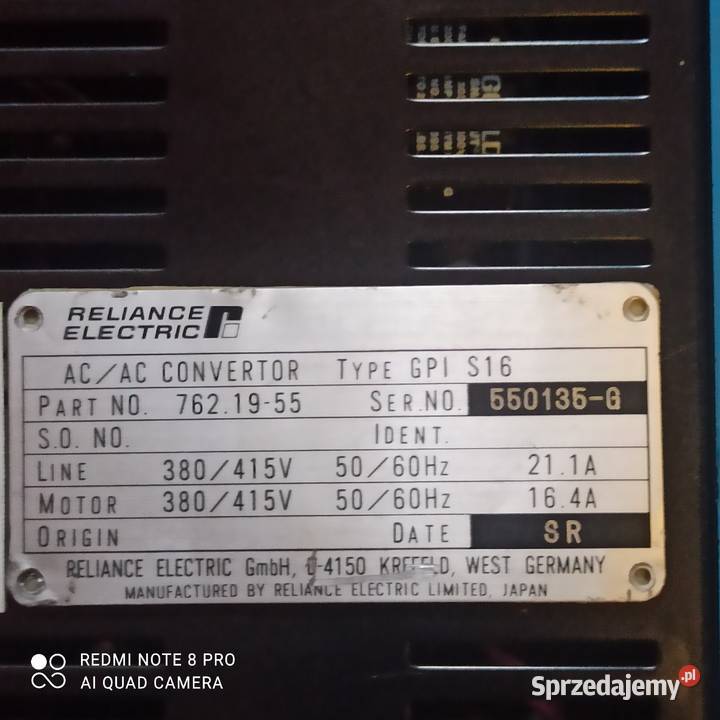 RELIANCE
ELECTRIC
AC/AC CONVERTOR TYPE GPI S16
PART NO. 762.19-55 SER.NO. 550135-G
S.O. NO. IDENT.
LINE 380/415V 50/60Hz 21.1A
MOTOR 380/415V 50/60Hz 16.4A
ORIGIN DATE SR
RELIANCE ELECTRIC GmbH, D-4150 KREFELD, WEST GERMANY
MANUFACTURED BY RELIANCE ELECTRIC LIMITED, JAPAN
REDMI NOTE 8 PRO
AI QUAD CAMERA
Sprzedajemy.pl